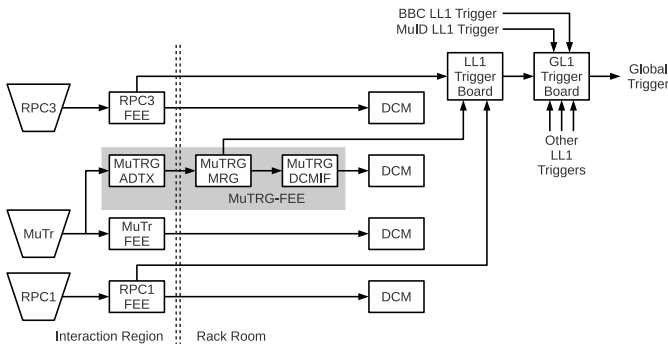 BBC LL1 Trigger
MuID LL1 Trigger
LL1
Trigger
Board
GL1
Trigger
Board
Global
Trigger
RPC3
RPC3
FEE
DCM
Other
LL1
Triggers
MuTRG
ADTX
MuTRG
MRG
MuTRG
DCMIF
DCM
MuTRG-FEE
MuTr
MuTr
FEE
DCM
RPC1
RPC1
FEE
DCM
Interaction Region
Rack Room